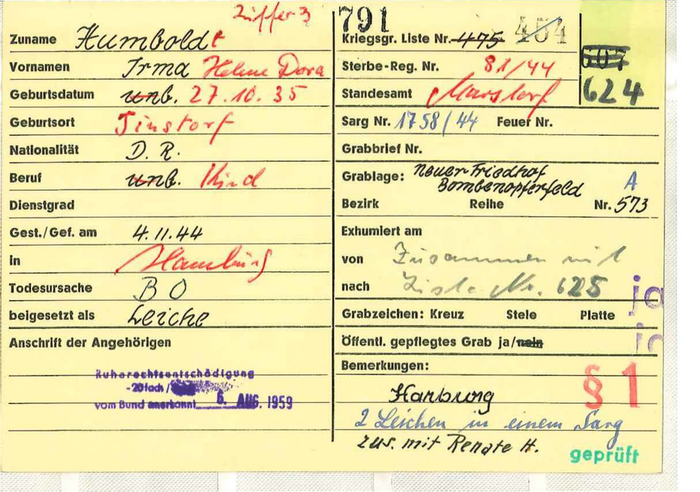 Ziffer 3
Zuname Humboldt
Vornamen Irma Helene Dora
Geburtsdatum unb. 27.10.35
Geburtsort Tinstorf
Nationalität D.R.
Beruf unb. Kind
Dienstgrad
Gest./Gef. am 4.11.44
in Hamburg
Todesursache BO
beigesetzt als Leiche
Anschrift der Angehörigen
Ruherechtsentschädigung
-20fach/
vom Bund anerkannt 6. AUG. 1959
791
Kriegsgr. Liste Nr. 475 454
607
624
Sterbe-Reg. Nr. 81/44
Standesamt
Sarg Nr. 1758/44 Feuer Nr.
Grabbrief Nr.
Grablage: Neuer Friedhof
Bombenopferfeld A
Bezirk Reihe Nr. 573
Exhumiert am
von Zusammen mit
nach Liste Nr. 625
Grabzeichen: Kreuz Stele Platte ja
Öffentl. gepflegtes Grab ja/nein ja
Bemerkungen: § 1
Harburg
2 Leichen in einem Sarg
zus. mit Renate H.
geprüft